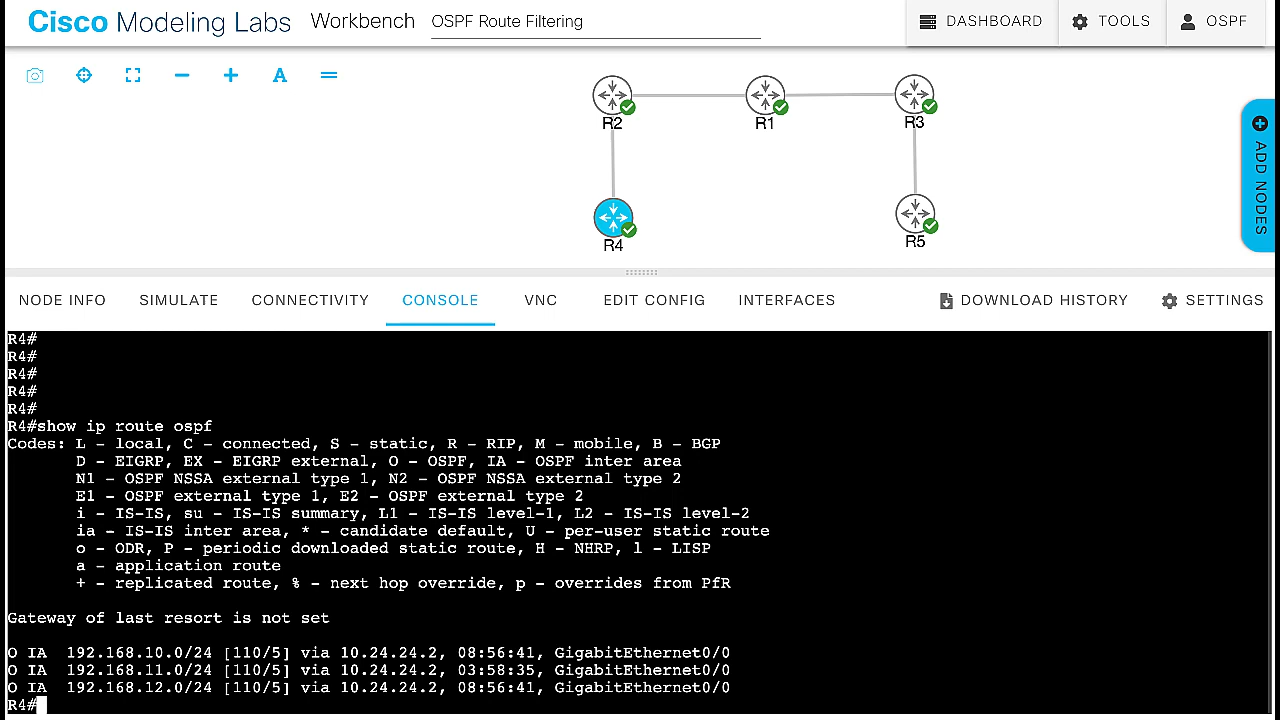 Cisco Modeling Labs Workbench OSPF Route Filtering DASHBOARD TOOLS OSPF
A
R2 R1 R3
R4 R5
ADD NODES
NODE INFO SIMULATE CONNECTIVITY CONSOLE VNC EDIT CONFIG INTERFACES DOWNLOAD HISTORY SETTINGS
R4#
R4#
R4#
R4#
R4#
R4#show ip route ospf
Codes: L - local, C - connected, S - static, R - RIP, M - mobile, B - BGP
       D - EIGRP, EX - EIGRP external, O - OSPF, IA - OSPF inter area
       N1 - OSPF NSSA external type 1, N2 - OSPF NSSA external type 2
       E1 - OSPF external type 1, E2 - OSPF external type 2
       i - IS-IS, su - IS-IS summary, L1 - IS-IS level-1, L2 - IS-IS level-2
       ia - IS-IS inter area, * - candidate default, U - per-user static route
       o - ODR, P - periodic downloaded static route, H - NHRP, l - LISP
       a - application route
       + - replicated route, % - next hop override, p - overrides from PfR
Gateway of last resort is not set
O IA  192.168.10.0/24 [110/5] via 10.24.24.2, 08:56:41, GigabitEthernet0/0
O IA  192.168.11.0/24 [110/5] via 10.24.24.2, 03:58:35, GigabitEthernet0/0
O IA  192.168.12.0/24 [110/5] via 10.24.24.2, 08:56:41, GigabitEthernet0/0
R4#